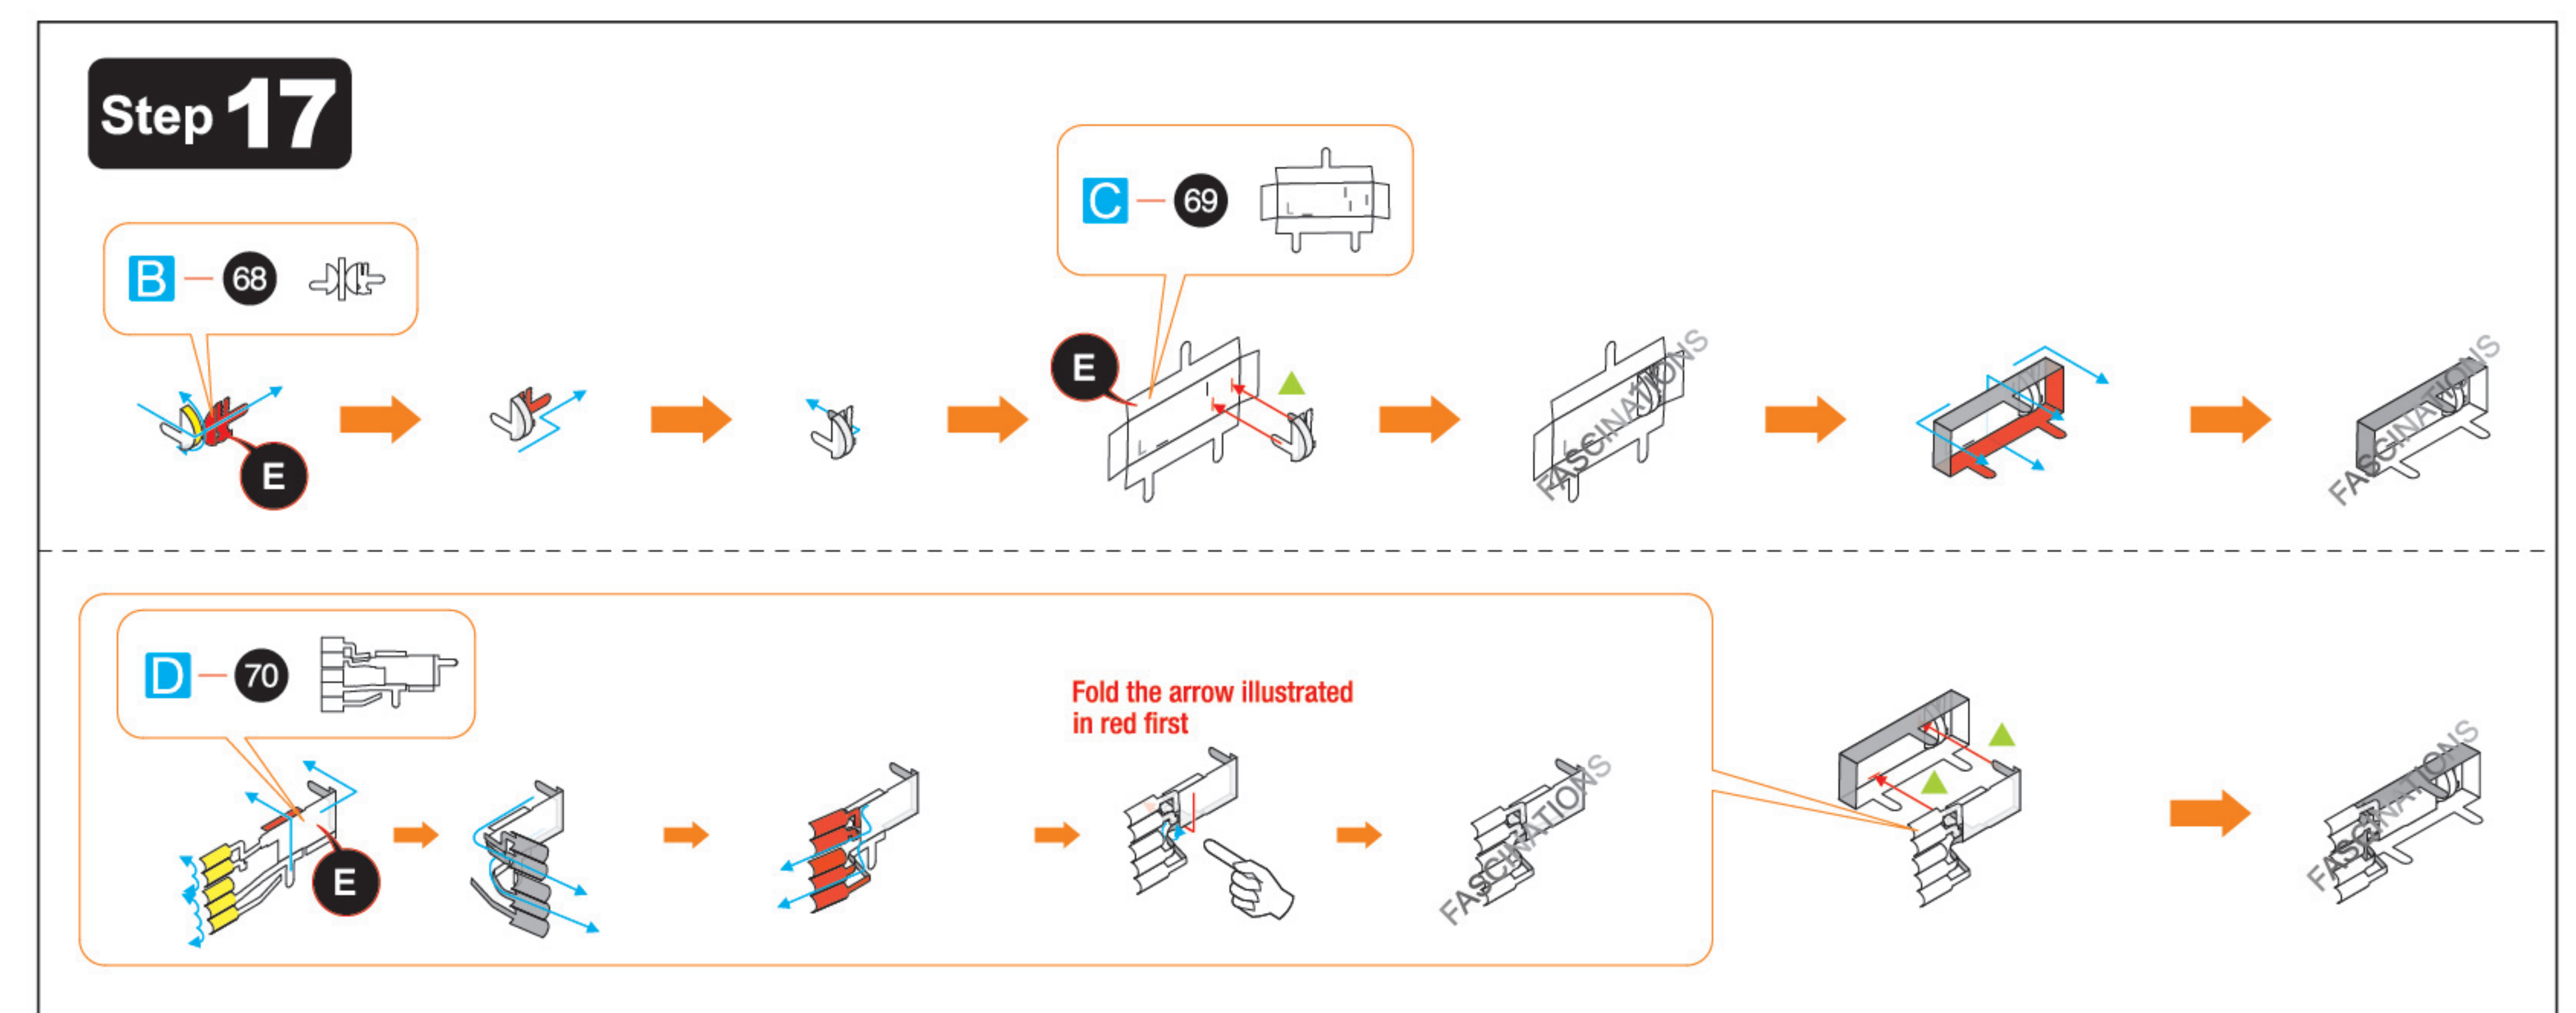 Step 17
C — 69
B — 68
E
E
FASCINATIONS
FASCINATIONS
D — 70
Fold the arrow illustrated
in red first
E
FASCINATIONS
FASCINATIONS